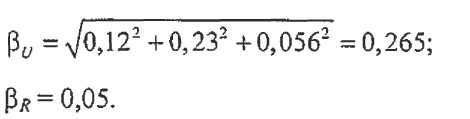 β_U = √(0,12² + 0,23² + 0,056²) = 0,265;
β_R = 0,05.